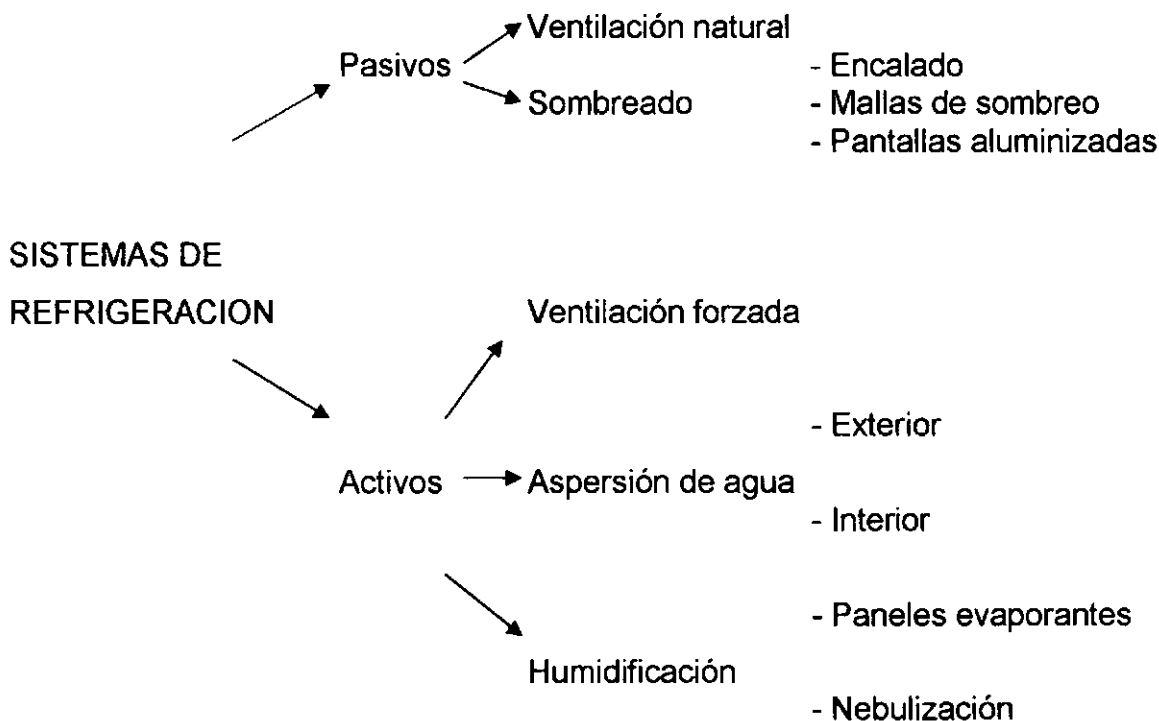 Ventilación natural
Pasivos
- Encalado
Sombreado
- Mallas de sombreo
- Pantallas aluminizadas
SISTEMAS DE
REFRIGERACION
Ventilación forzada
- Exterior
Activos
Aspersión de agua
- Interior
- Paneles evaporantes
Humidificación
- Nebulización